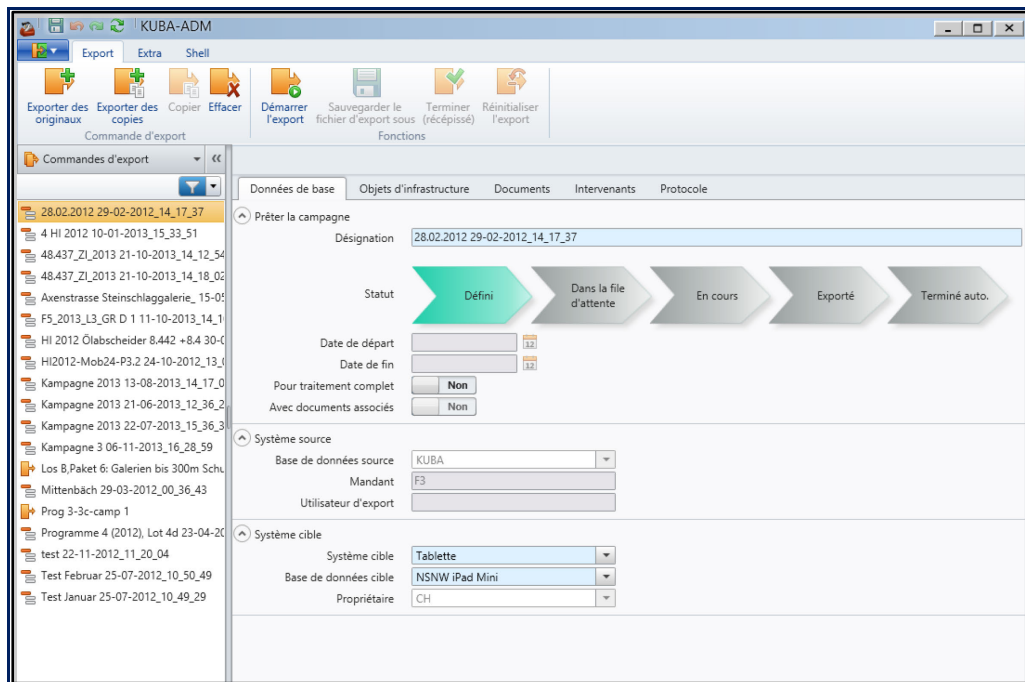 KUBA-ADM
Export Extra Shell
Exporter des originaux Exporter des copies Copier Effacer Démarrer l'export Sauvegarder le fichier d'export sous Terminer (récépissé) Réinitialiser l'export
Commande d'export Fonctions
Commandes d'export
Données de base Objets d'infrastructure Documents Intervenants Protocole
28.02.2012 29-02-2012_14_17_37
4 HI 2012 10-01-2013_15_33_51
48.437_ZI_2013 21-10-2013_14_12_54
48.437_ZI_2013 21-10-2013_14_18_02
Axenstrasse Steinschlaggalerie_ 15-05
F5_2013_L3_GR D 1 11-10-2013_14_1
HI 2012 Ölabscheider 8.442 +8.4 30-0
HI2012-Mob24-P3.2 24-10-2012_13_0
Kampagne 2013 13-08-2013_14_17_0
Kampagne 2013 21-06-2013_12_36_2
Kampagne 2013 22-07-2013_15_36_3
Kampagne 3 06-11-2013_16_28_59
Los B,Paket 6: Galerien bis 300m Schu
Mittenbäch 29-03-2012_00_36_43
Prog 3-3c-camp 1
Programme 4 (2012), Lot 4d 23-04-20
test 22-11-2012_11_20_04
Test Februar 25-07-2012_10_50_49
Test Januar 25-07-2012_10_49_29
Prêter la campagne
Désignation 28.02.2012 29-02-2012_14_17_37
Statut Défini Dans la file d'attente En cours Exporté Terminé auto.
Date de départ 12
Date de fin 12
Pour traitement complet Non
Avec documents associés Non
Système source
Base de données source KUBA
Mandant F3
Utilisateur d'export
Système cible
Système cible Tablette
Base de données cible NSNW iPad Mini
Propriétaire CH